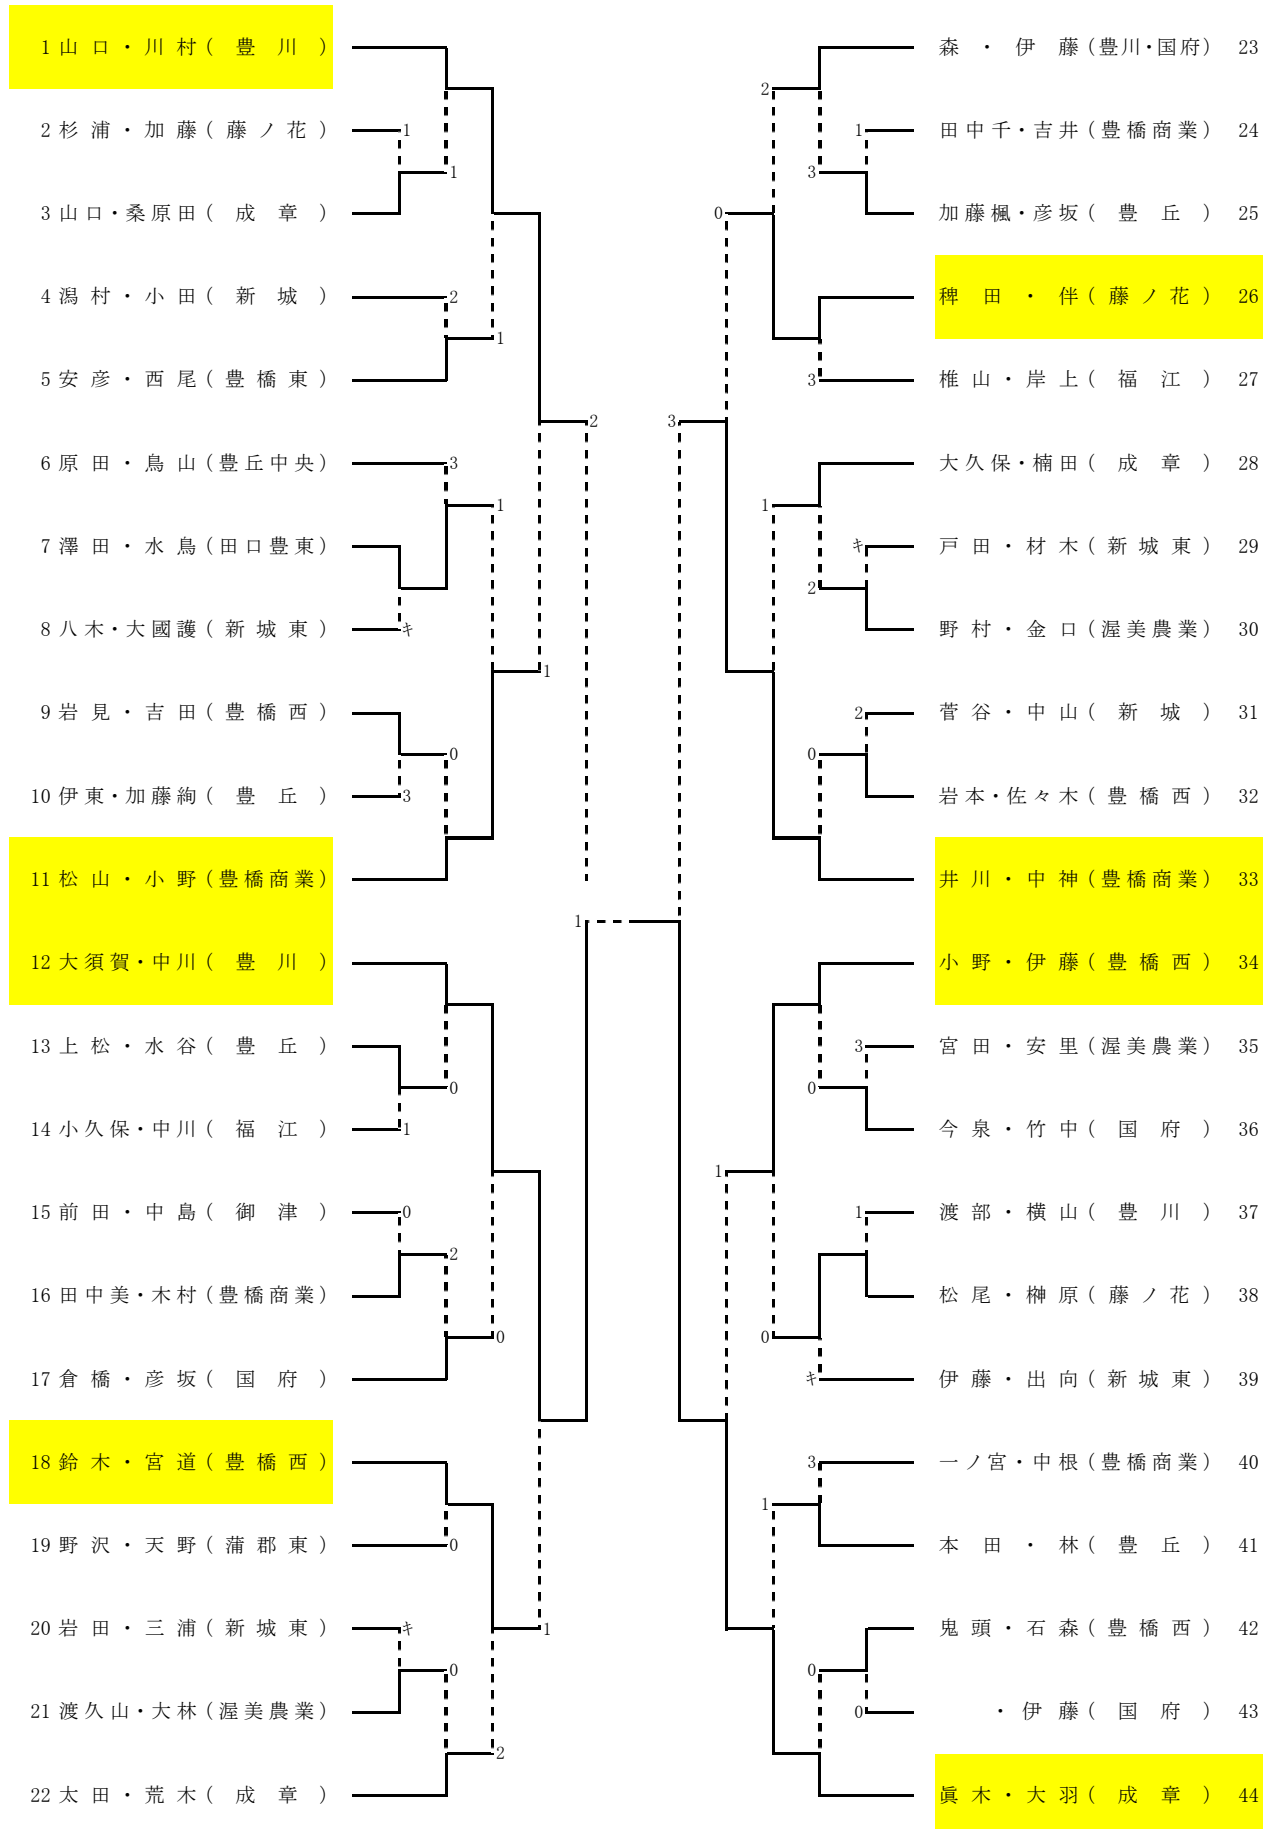 1 山口・川村(豊川)
2 杉浦・加藤(藤ノ花) 1
1
3 山口・桑原田(成章)
4 潟村・小田(新城) 2
1
5 安彦・西尾(豊橋東)
2
6 原田・鳥山(豊丘中央) 3
1
7 澤田・水鳥(田口豊東)
8 八木・大國護(新城東) キ
1
9 岩見・吉田(豊橋西)
0
10 伊東・加藤絢(豊丘) 3
11 松山・小野(豊橋商業)
1
12 大須賀・中川(豊川)
13 上松・水谷(豊丘)
0
14 小久保・中川(福江) 1
15 前田・中島(御津) 0
2
16 田中美・木村(豊橋商業)
0
17 倉橋・彦坂(国府)
18 鈴木・宮道(豊橋西)
19 野沢・天野(蒲郡東) 0
20 岩田・三浦(新城東) キ
1
0
21 渡久山・大林(渥美農業)
2
22 太田・荒木(成章)
森・伊藤(豊川・国府) 23
2
1 田中千・吉井(豊橋商業) 24
3
0
加藤楓・彦坂(豊丘) 25
稗田・伴(藤ノ花) 26
3 椎山・岸上(福江) 27
3
大久保・楠田(成章) 28
1
キ 戸田・材木(新城東) 29
2
野村・金口(渥美農業) 30
2 菅谷・中山(新城) 31
0
岩本・佐々木(豊橋西) 32
井川・中神(豊橋商業) 33
小野・伊藤(豊橋西) 34
3 宮田・安里(渥美農業) 35
0
今泉・竹中(国府) 36
1
1 渡部・横山(豊川) 37
松尾・榊原(藤ノ花) 38
0
キ 伊藤・出向(新城東) 39
3 一ノ宮・中根(豊橋商業) 40
1
本田・林(豊丘) 41
鬼頭・石森(豊橋西) 42
0
0 ・伊藤(国府) 43
眞木・大羽(成章) 44